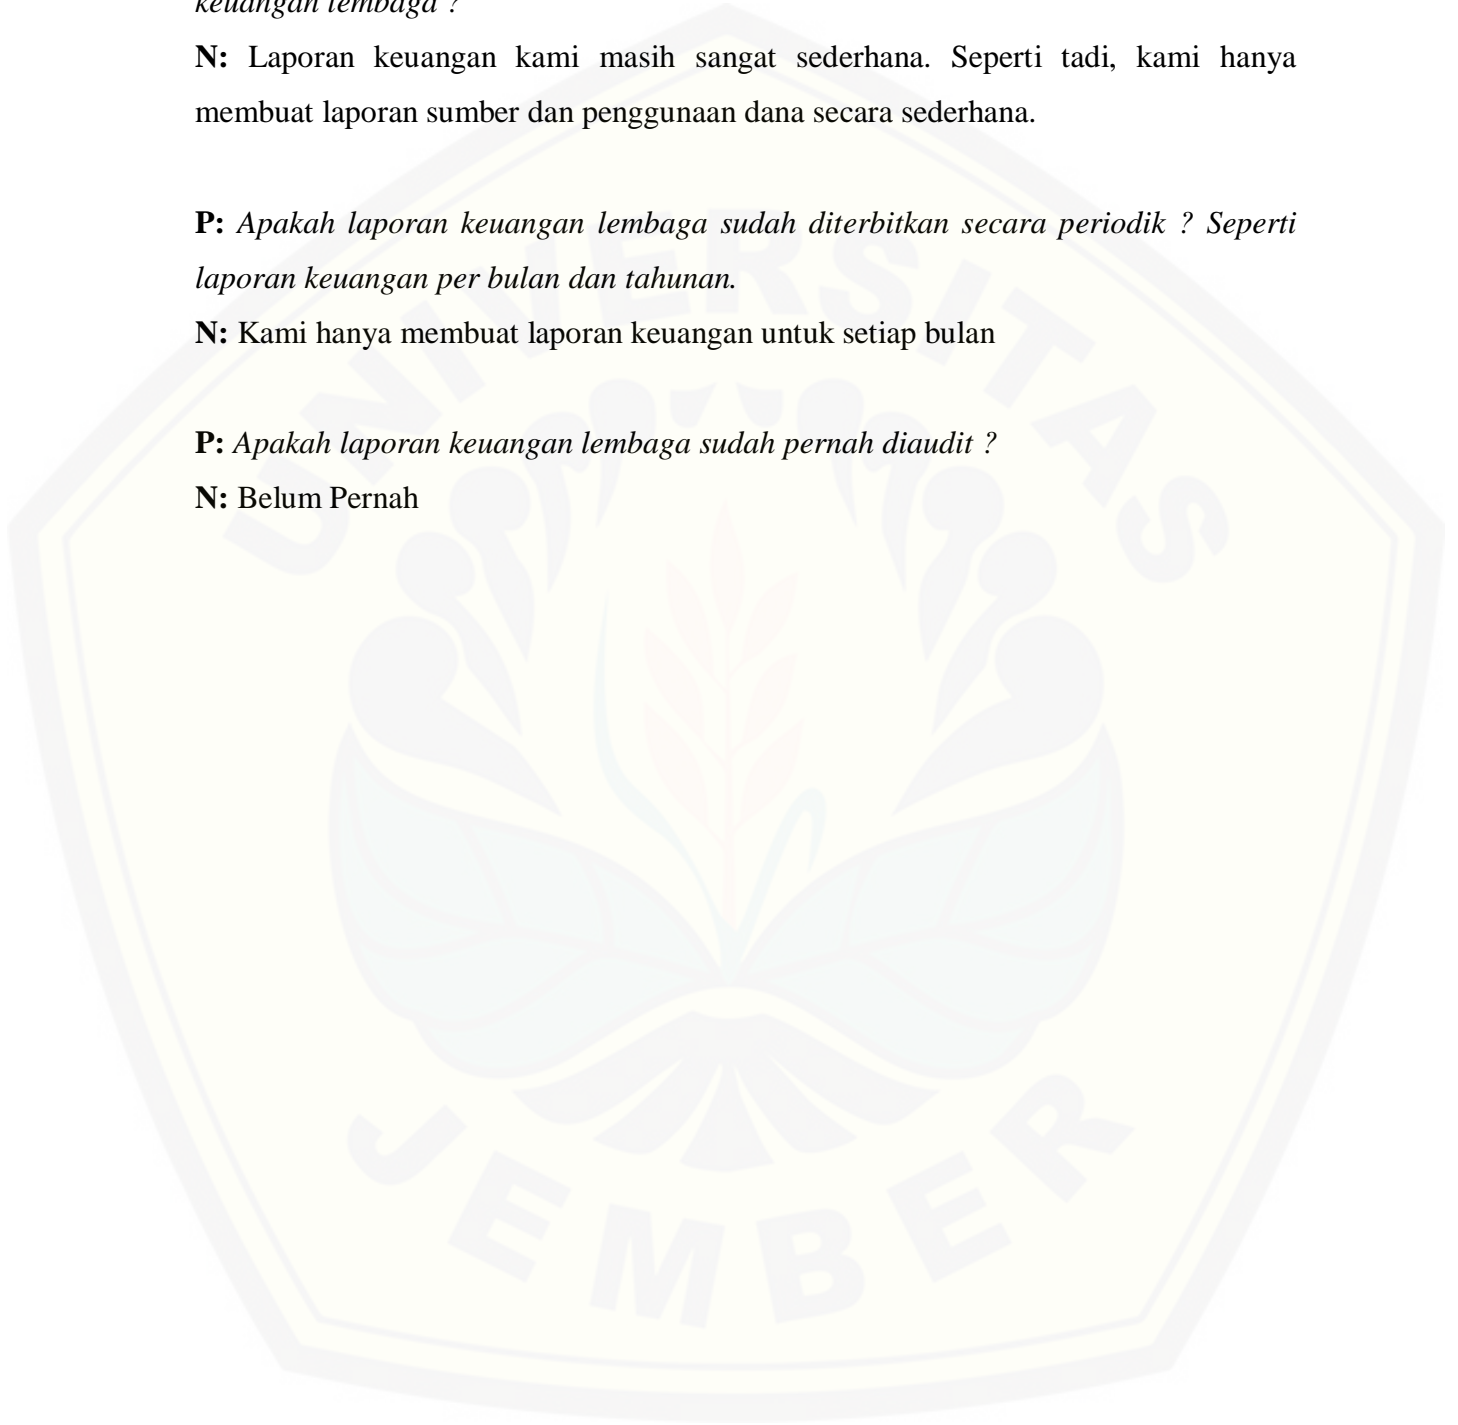 keuangan lembaga ?
N: Laporan keuangan kami masih sangat sederhana. Seperti tadi, kami hanya
membuat laporan sumber dan penggunaan dana secara sederhana.
P: Apakah laporan keuangan lembaga sudah diterbitkan secara periodik ? Seperti
laporan keuangan per bulan dan tahunan.
N: Kami hanya membuat laporan keuangan untuk setiap bulan
P: Apakah laporan keuangan lembaga sudah pernah diaudit ?
N: Belum Pernah
UNIVERSITAS
JEMBER